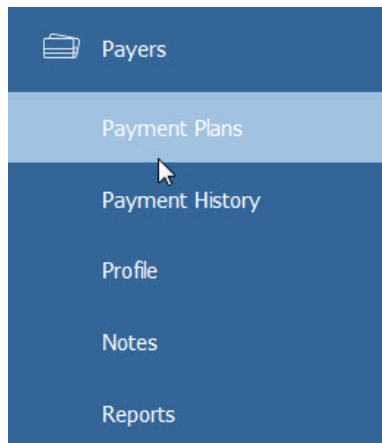 Payers
Payment Plans
Payment History
Profile
Notes
Reports